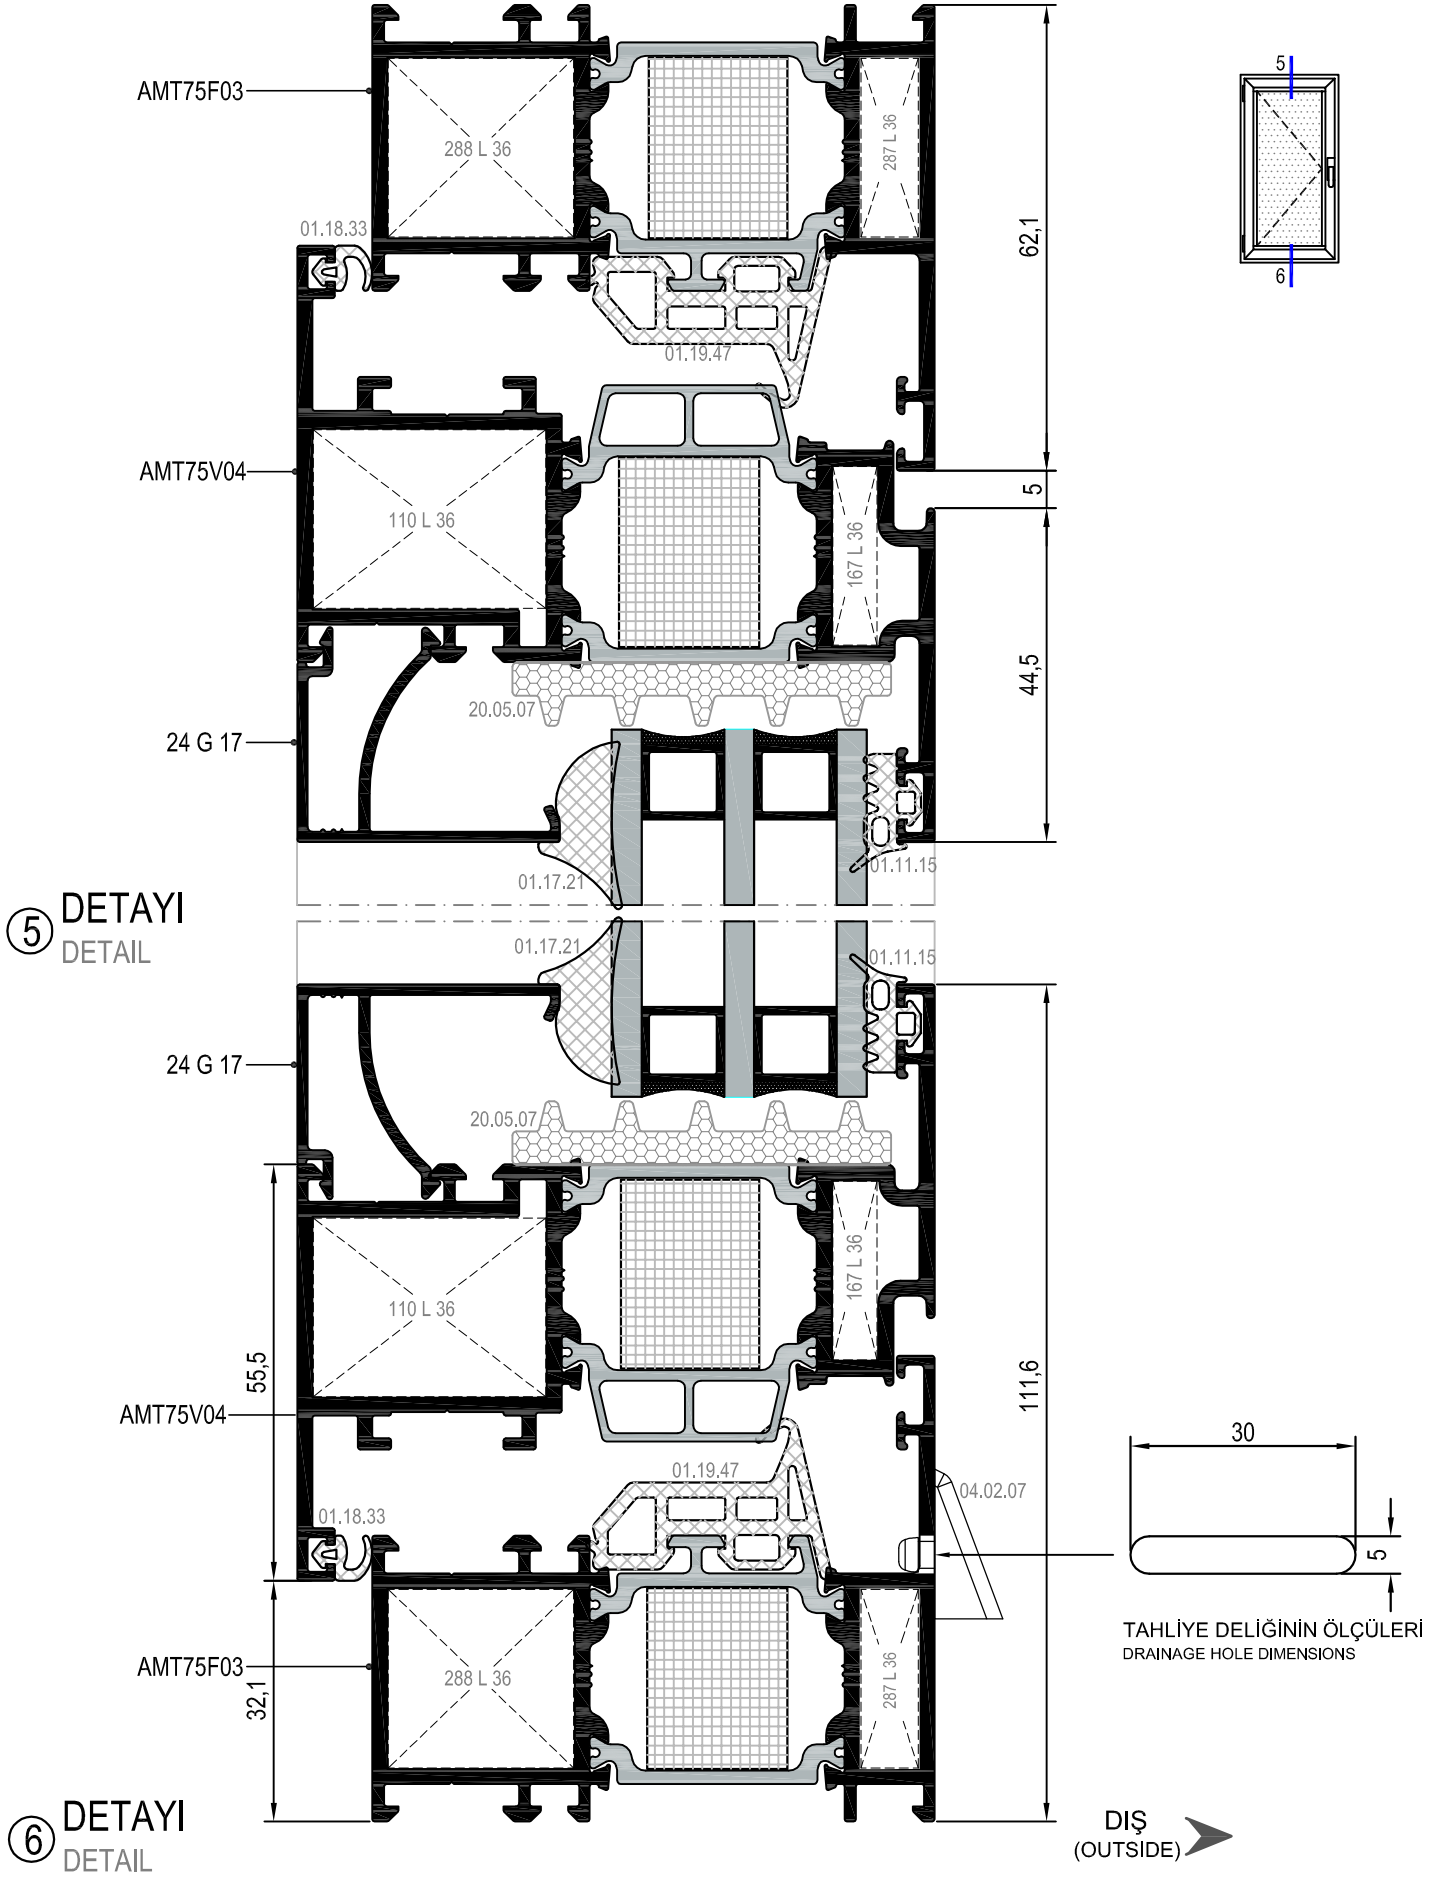 AMT75F03
288 L 36
287 L 36
5
6
62,1
01.18.33
01.19.47
AMT75V04
110 L 36
167 L 36
5
44,5
20.05.07
24 G 17
01.17.21
01.11.15
5 DETAYI
DETAIL
01.17.21
01.11.15
24 G 17
20.05.07
110 L 36
167 L 36
55,5
111,6
AMT75V04
01.19.47
04.02.07
01.18.33
30
5
TAHLİYE DELİĞİNİN ÖLÇÜLERİ
DRAINAGE HOLE DIMENSIONS
AMT75F03
288 L 36
287 L 36
32,1
6 DETAYI
DETAIL
DIŞ
(OUTSIDE)